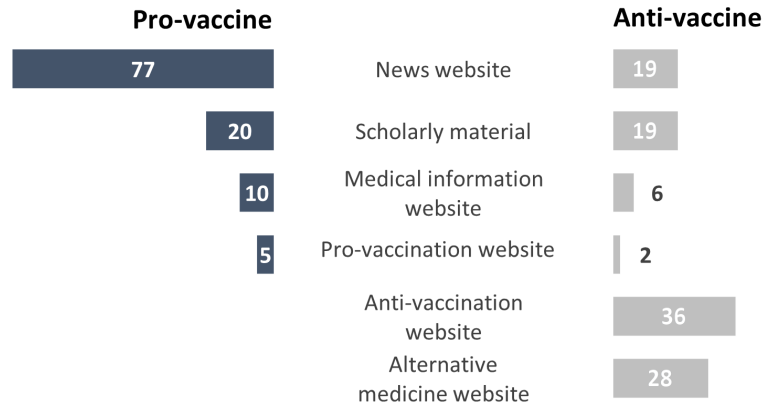 Pro-vaccine
Anti-vaccine
77
News website
19
20
Scholarly material
19
10
Medical information
website
6
5
Pro-vaccination website
2
Anti-vaccination
website
36
Alternative
medicine website
28